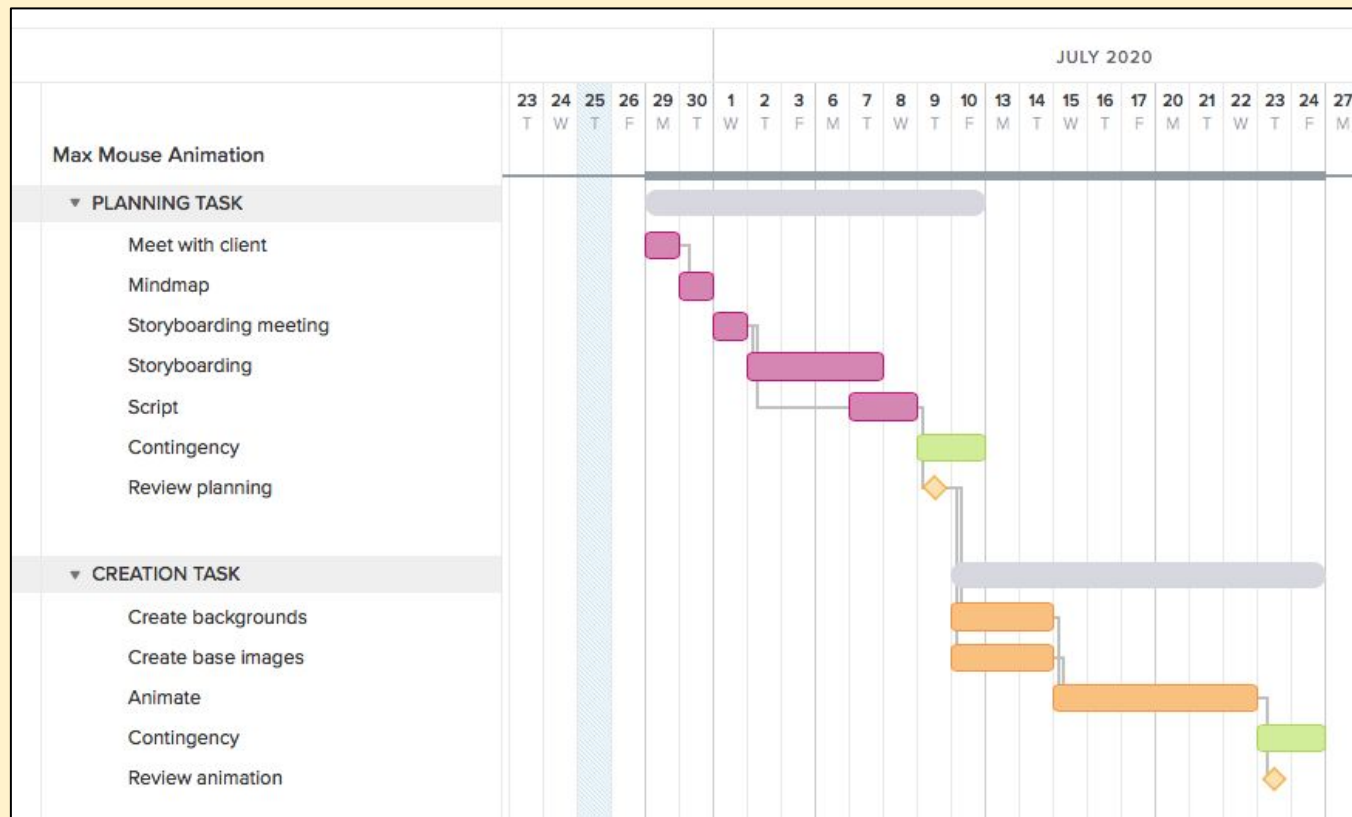 JULY 2020
23 24 25 26 29 30 1 2 3 6 7 8 9 10 13 14 15 16 17 20 21 22 23 24 27
T W T F M T W T F M T W T F M T W T F M T W T F M
Max Mouse Animation
PLANNING TASK
Meet with client
Mindmap
Storyboarding meeting
Storyboarding
Script
Contingency
Review planning
CREATION TASK
Create backgrounds
Create base images
Animate
Contingency
Review animation